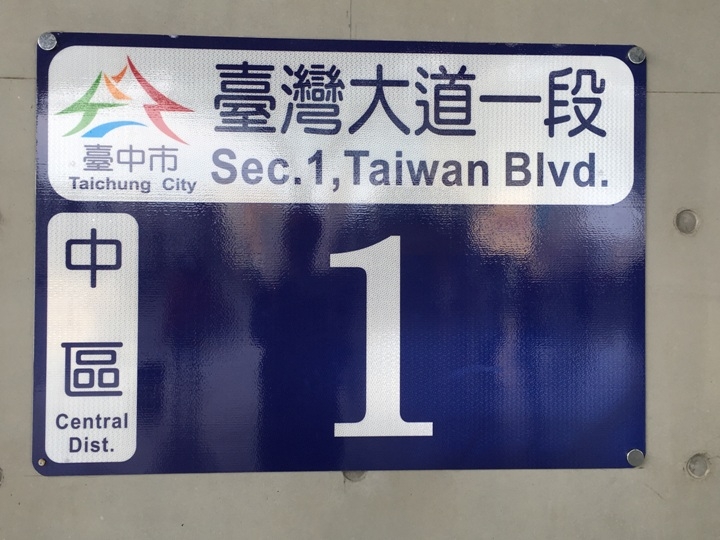 臺灣大道一段
Sec.1,Taiwan Blvd.
臺中市
Taichung City
中
區
Central
Dist.
1